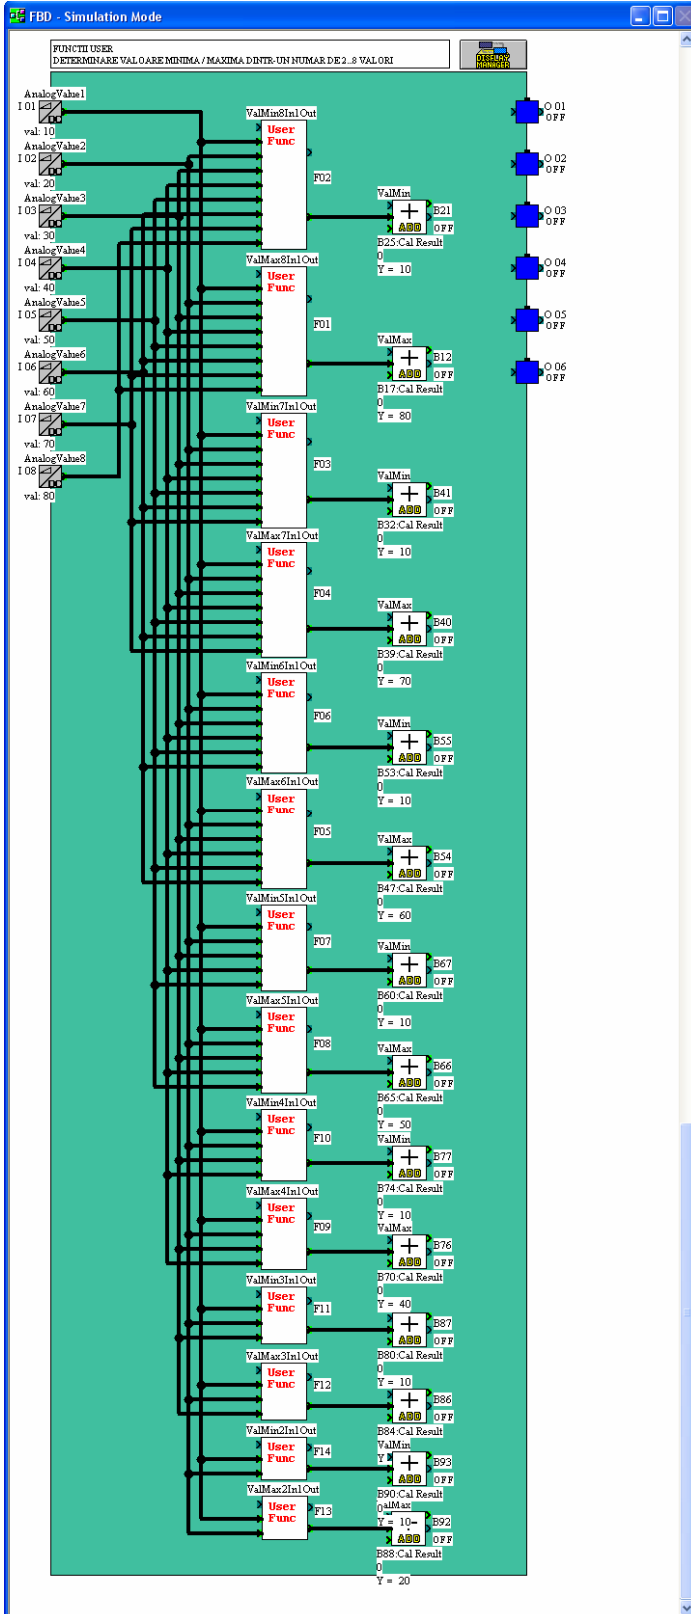 FBD - Simulation Mode
FUNCTII USER
DETERMINARE VALOARE MINIMA / MAXIMA DINTR-UN NUMAR DE 2...8 VALORI
DISPLAY
MANAGER
AnalogValue1
I 01
val: 10
AnalogValue2
I 02
val: 20
AnalogValue3
I 03
val: 30
AnalogValue4
I 04
val: 40
AnalogValue5
I 05
val: 50
AnalogValue6
I 06
val: 60
AnalogValue7
I 07
val: 70
AnalogValue8
I 08
val: 80
O 01
OFF
O 02
OFF
O 03
OFF
O 04
OFF
O 05
OFF
O 06
OFF
ValMin8In1Out
User
Func
F02
ValMin
ADD
B21
OFF
B25:Cal Result
0
Y = 10
ValMax8In1Out
User
Func
F01
ValMax
ADD
B12
OFF
B17:Cal Result
0
Y = 80
ValMin7In1Out
User
Func
F03
ValMin
ADD
B41
OFF
B32:Cal Result
0
Y = 10
ValMax7In1Out
User
Func
F04
ValMax
ADD
B40
OFF
B39:Cal Result
0
Y = 70
ValMin6In1Out
User
Func
F06
ValMin
ADD
B55
OFF
B53:Cal Result
0
Y = 10
ValMax6In1Out
User
Func
F05
ValMax
ADD
B54
OFF
B47:Cal Result
0
Y = 60
ValMin5In1Out
User
Func
F07
ValMin
ADD
B67
OFF
B60:Cal Result
0
Y = 10
ValMax5In1Out
User
Func
F08
ValMax
ADD
B66
OFF
B65:Cal Result
0
Y = 50
ValMin4In1Out
User
Func
F10
ValMin
ADD
B77
OFF
B74:Cal Result
0
Y = 10
ValMax4In1Out
User
Func
F09
ValMax
ADD
B76
OFF
B70:Cal Result
0
Y = 40
ValMin3In1Out
User
Func
F11
ADD
B87
OFF
B80:Cal Result
0
Y = 10
ValMax3In1Out
User
Func
F12
ADD
B86
OFF
B84:Cal Result
ValMin2In1Out
User
Func
F14
ValMin
Y
ADD
B93
OFF
B90:Cal Result
0
Y = 10
ValMax2In1Out
User
Func
F13
ValMax
ADD
B92
OFF
B88:Cal Result
0
Y = 20